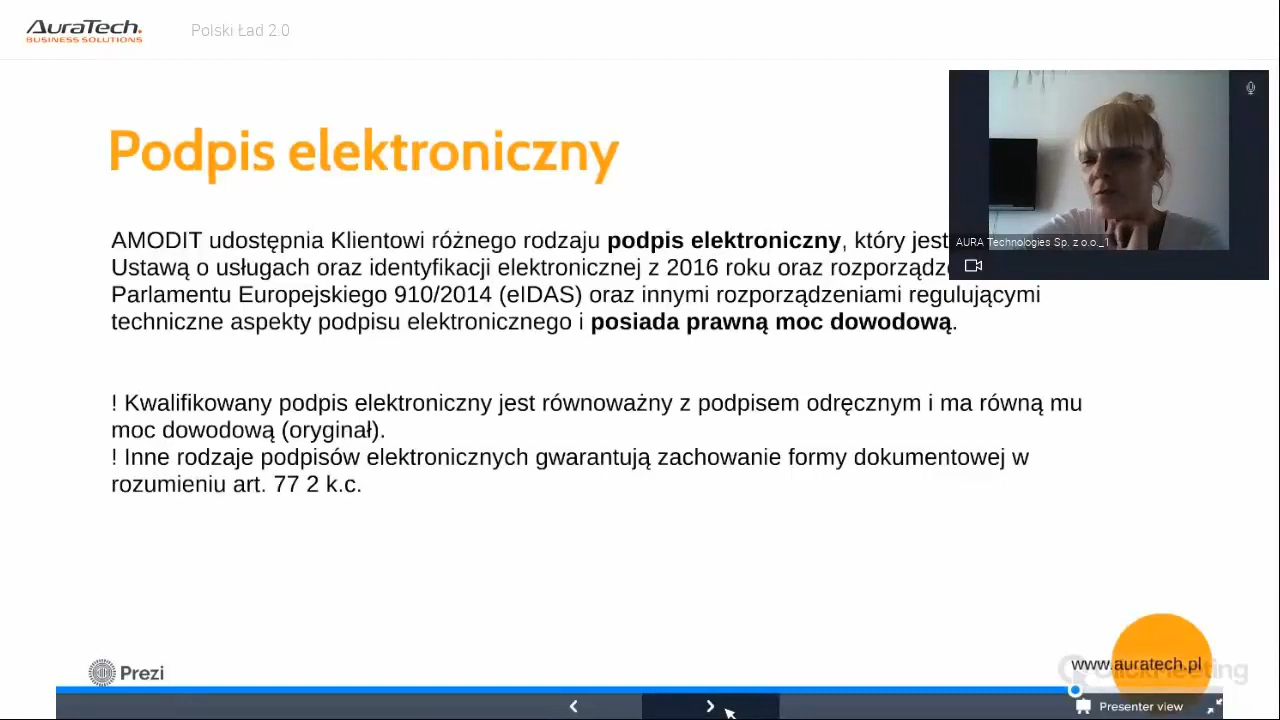 AURATECH.
BUSINESS SOLUTIONS
Polski Ład 2.0
Podpis elektroniczny
AURA Technologies Sp. z o.o._1
AMODIT udostępnia Klientowi różnego rodzaju podpis elektroniczny, który jest
Ustawą o usługach oraz identyfikacji elektronicznej z 2016 roku oraz
Parlamentu Europejskiego 910/2014 (eIDAS) oraz innymi rozporządzeniami regulującymi
techniczne aspekty podpisu elektronicznego i posiada prawną moc dowodową.
! Kwalifikowany podpis elektroniczny jest równoważny z podpisem odręcznym i ma równą mu
moc dowodową (oryginał).
! Inne rodzaje podpisów elektronicznych gwarantują zachowanie formy dokumentowej w
rozumieniu art. 77 2 k.c.
www.auratech.pl
ClickMeeting
Prezi
Presenter view